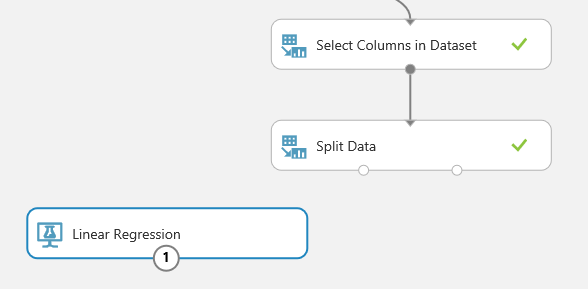 Select Columns in Dataset
Split Data
Linear Regression
1